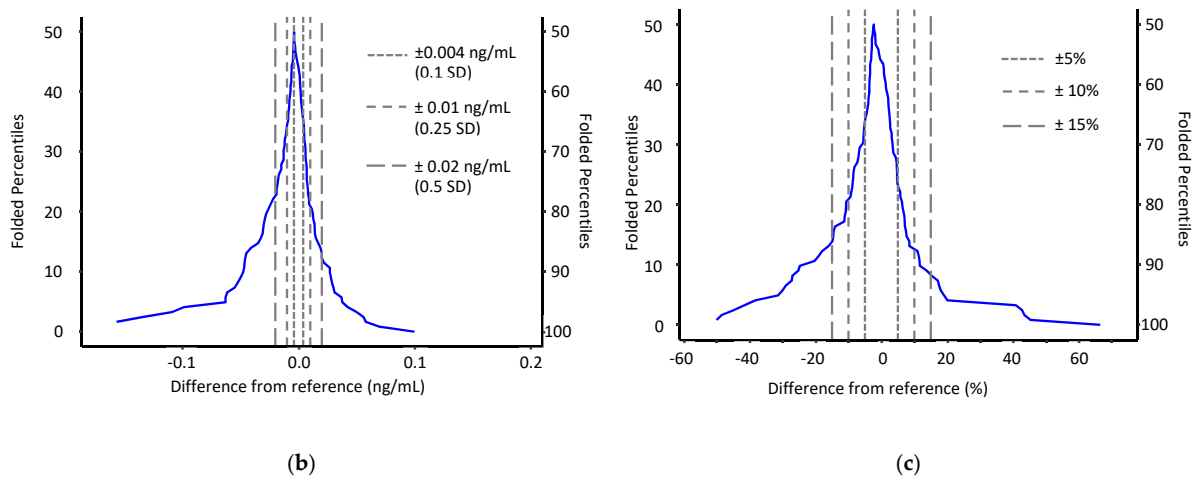 50
40
30
20
10
0
Folded Percentiles
50
60
70
80
90
100
Folded Percentiles
±0.004 ng/mL
(0.1 SD)
± 0.01 ng/mL
(0.25 SD)
± 0.02 ng/mL
(0.5 SD)
-0.1
0.0
0.1
0.2
Difference from reference (ng/mL)
(b)
50
40
30
20
10
0
Folded Percentiles
50
60
70
80
90
100
Folded Percentiles
±5%
± 10%
± 15%
-60
-40
-20
0
20
40
60
Difference from reference (%)
(c)